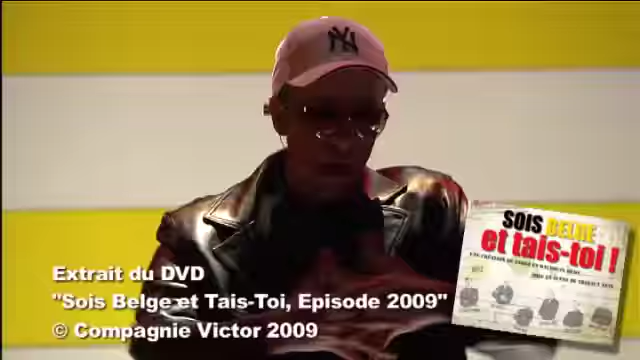 NY
SOIS BELGE
et tais-toi !
Extrait du DVD
"Sois Belge et Tais-Toi, Episode 2009"
© Compagnie Victor 2009